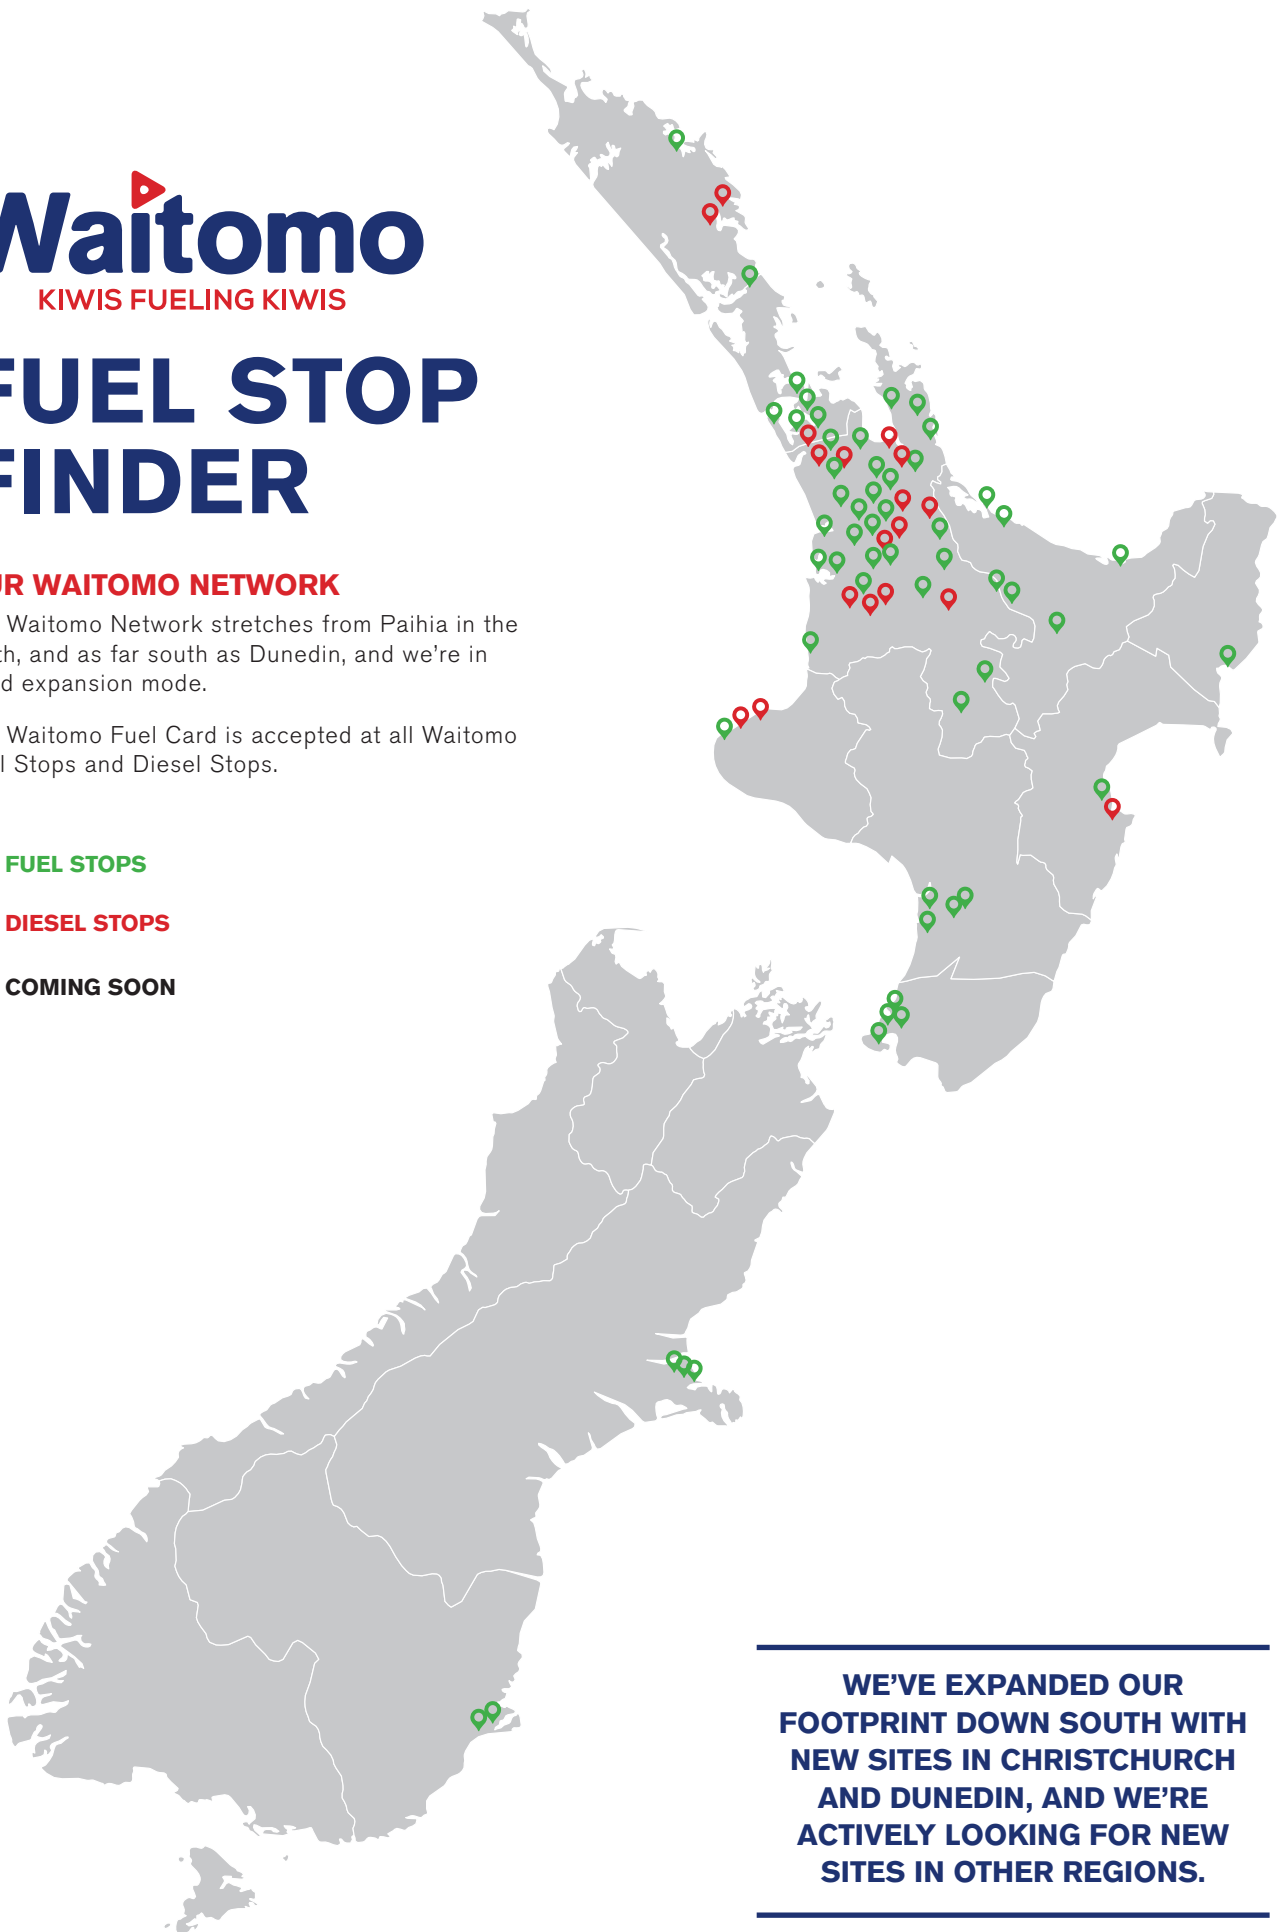 Waitomo
KIWIS FUELING KIWIS
FUEL STOP
FINDER
UR WAITOMO NETWORK
Waitomo Network stretches from Paihia in the
th, and as far south as Dunedin, and we're in
d expansion mode.
Waitomo Fuel Card is accepted at all Waitomo
l Stops and Diesel Stops.
FUEL STOPS
DIESEL STOPS
COMING SOON
WE'VE EXPANDED OUR
FOOTPRINT DOWN SOUTH WITH
NEW SITES IN CHRISTCHURCH
AND DUNEDIN, AND WE'RE
ACTIVELY LOOKING FOR NEW
SITES IN OTHER REGIONS.